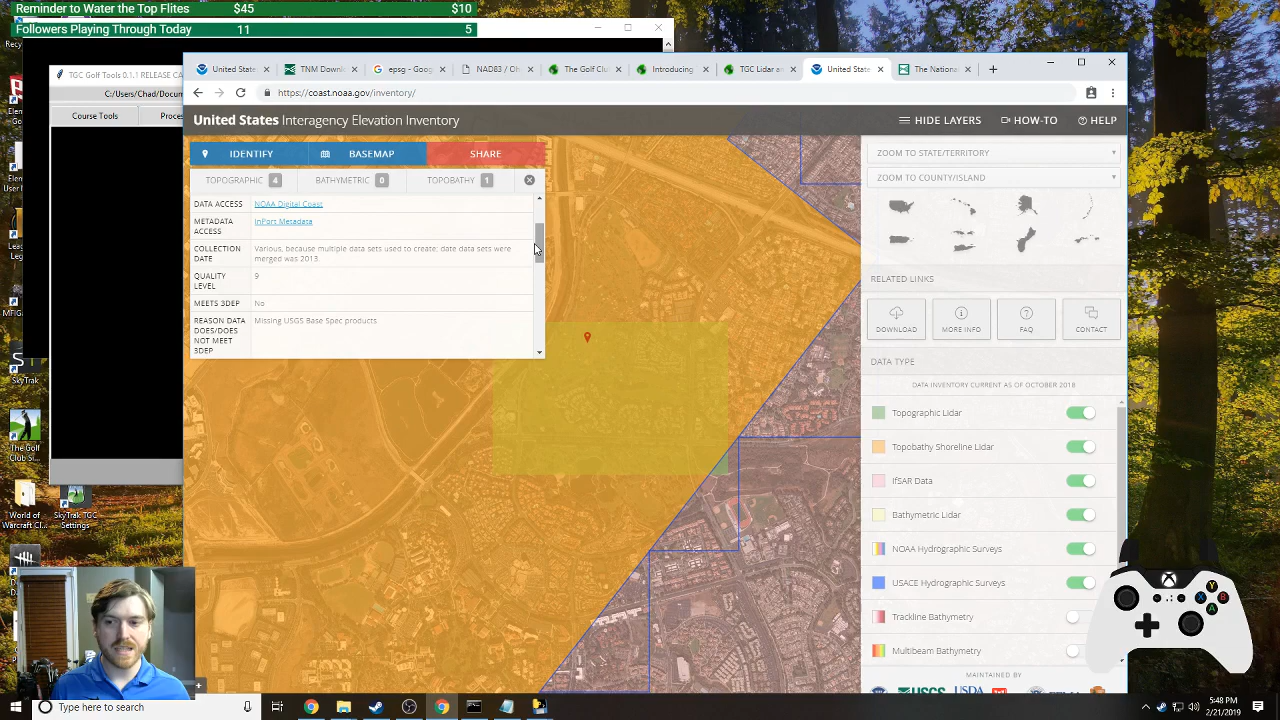 Reminder to Water the Top Flites $45 $10
Followers Playing Through Today 11 5
TGC Golf Tools 0.1.1 RELEASE CA
C:/Users/Chad/Docum
Course Tools Proces
United State TNM Downl epsg - Goog NAD83 / Oh The Golf Clu Introducing TGC Lidar an United State The Nationa
https://coast.noaa.gov/inventory/
United States Interagency Elevation Inventory HIDE LAYERS HOW-TO HELP
IDENTIFY BASEMAP SHARE
TOPOGRAPHIC 4 BATHYMETRIC 0 TOPOBATHY 1
DATA ACCESS NOAA Digital Coast
METADATA ACCESS InPort Metadata
COLLECTION DATE Various, because multiple data sets used to create; date data sets were merged was 2013.
QUALITY LEVEL 9
MEETS 3DEP No
REASON DATA DOES/DOES NOT MEET 3DEP Missing USGS Base Spec products
ZOOM TO STATE/TERRITORY
ZOOM TO COUNTY/ISLAND
RELATED LINKS
DOWNLOAD MORE INFO FAQ CONTACT
DATA TYPE
DATA INVENTORY CURRENT AS OF OCTOBER 2018
Topographic Lidar
Topobathy Shoreline Lidar
IfSAR Data
Bathymetric Lidar
NOAA Hydrographic Surveys
USACE Hydrographic Surveys
Trackline Bathymetry
Multibeam Bathymetry
MAINTAINED BY
USGS USDA
SkyTrak
The Golf Club Si...
World of Warcraft Cl...
SkyTrak TGC Settings
Y X B A
Type here to search
5:48 PM
2/21/2019